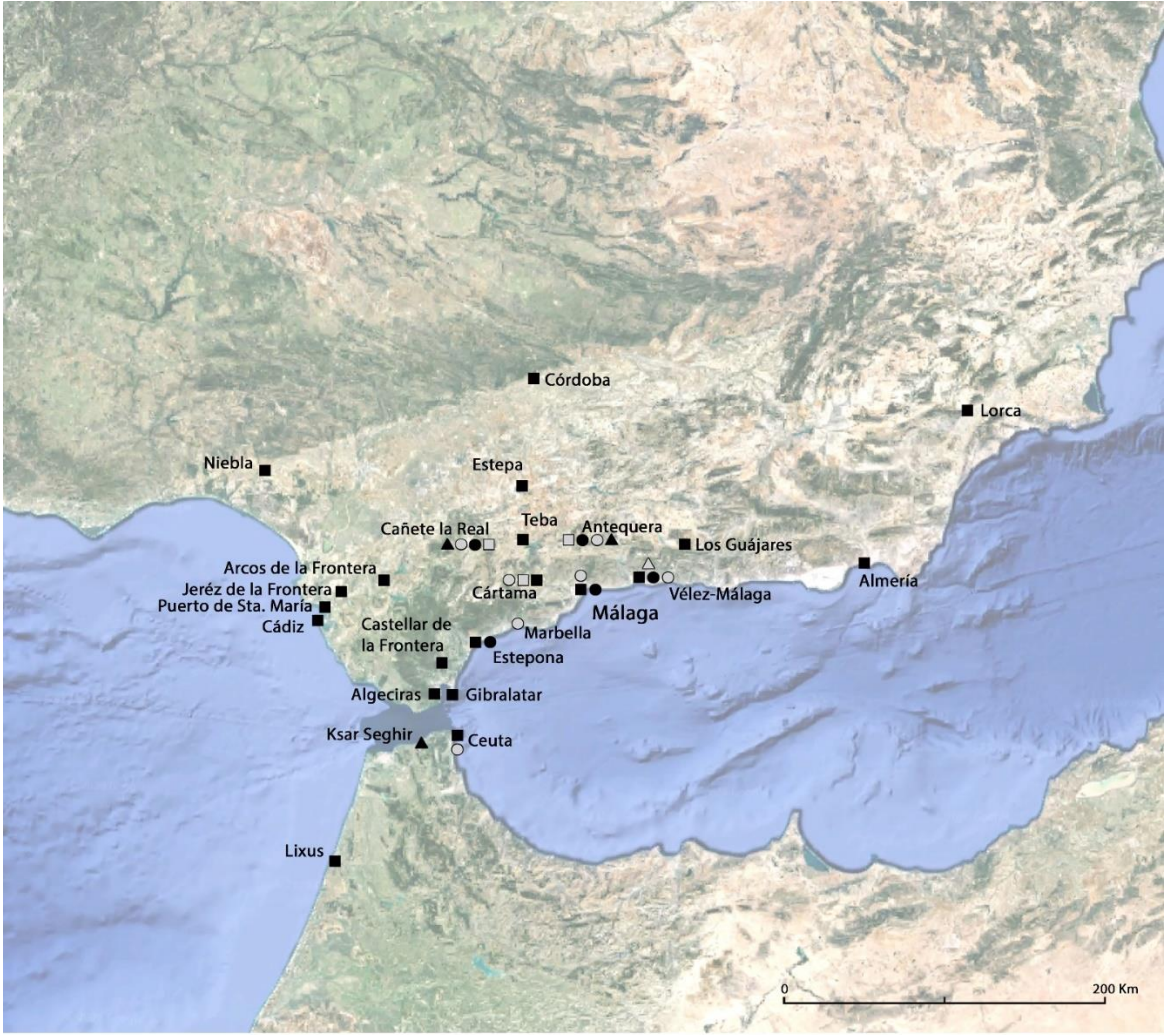 Córdoba
Lorca
Niebla
Estepa
Teba
Cañete la Real
Antequera
Los Guájares
Arcos de la Frontera
Almería
Jeréz de la Frontera
Cártama
Vélez-Málaga
Puerto de Sta. María
Málaga
Cádiz
Castellar de
la Frontera
Marbella
Estepona
Algeciras
Gibralatar
Ksar Seghir
Ceuta
Lixus
0
200 Km